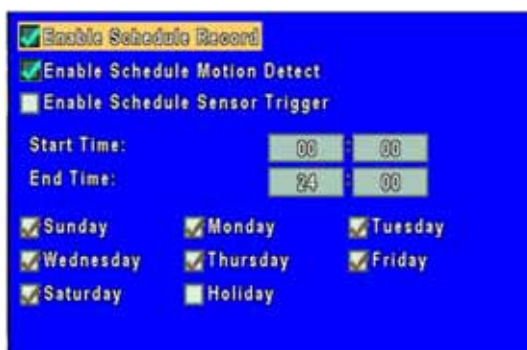 Enable Schedule Record
Enable Schedule Motion Detect
Enable Schedule Sensor Trigger
Start Time: 00 : 00
End Time: 24 : 00
Sunday Monday Tuesday
Wednesday Thursday Friday
Saturday Holiday